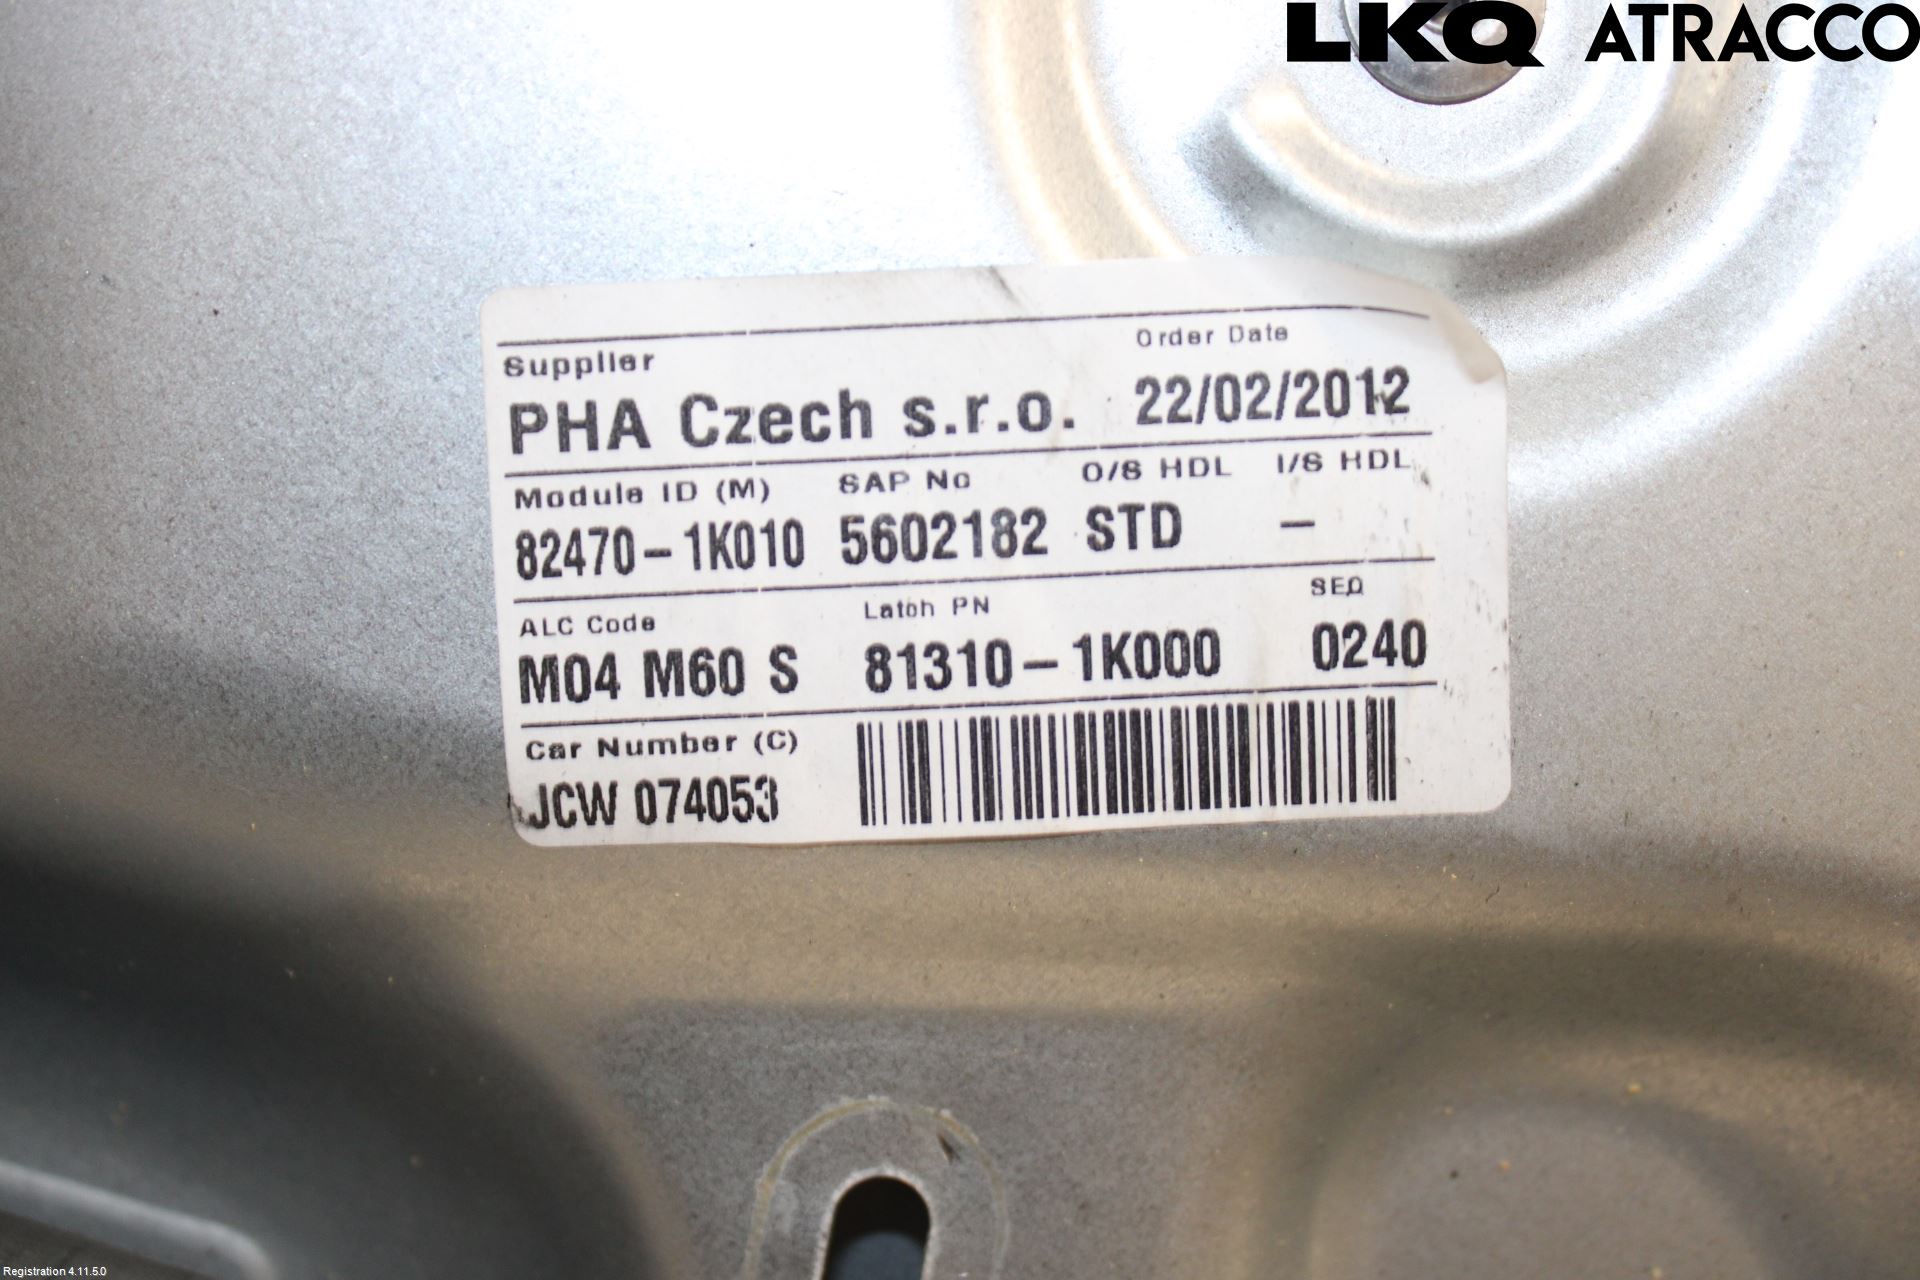 LKQ ATRACCO
Supplier Order Date
PHA Czech s.r.o. 22/02/2012
Module ID (M) SAP No O/S HDL I/S HDL
82470-1K010 5602182 STD -
ALC Code Latch PN SEQ
M04 M60 S 81310-1K000 0240
Car Number (C)
JCW 074053
Registration 4.11.5.0